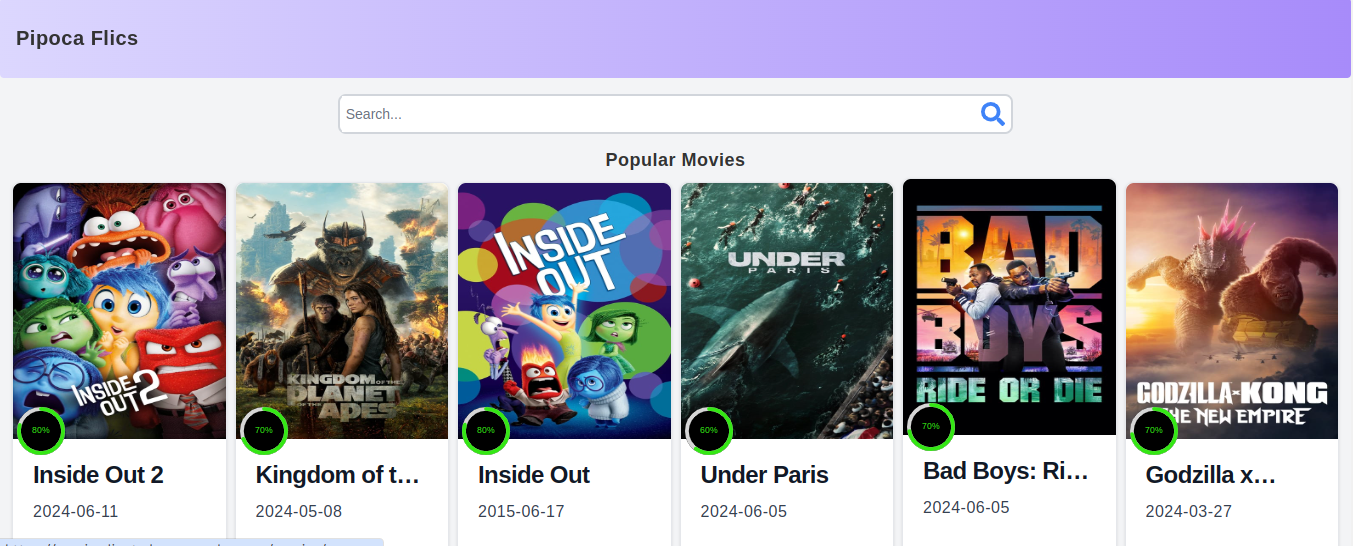 Pipoca Flics
Search...
Popular Movies
INSIDE
OUT 2
80%
Inside Out 2
2024-06-11
KINGDOM OF THE
PLANET
OF THE
APES
70%
Kingdom of t...
2024-05-08
INSIDE
OUT
80%
Inside Out
2015-06-17
UNDER
PARIS
60%
Under Paris
2024-06-05
BAD
BOYS
RIDE OR DIE
70%
Bad Boys: Ri...
2024-06-05
GODZILLA x KONG
THE NEW EMPIRE
70%
Godzilla x...
2024-03-27